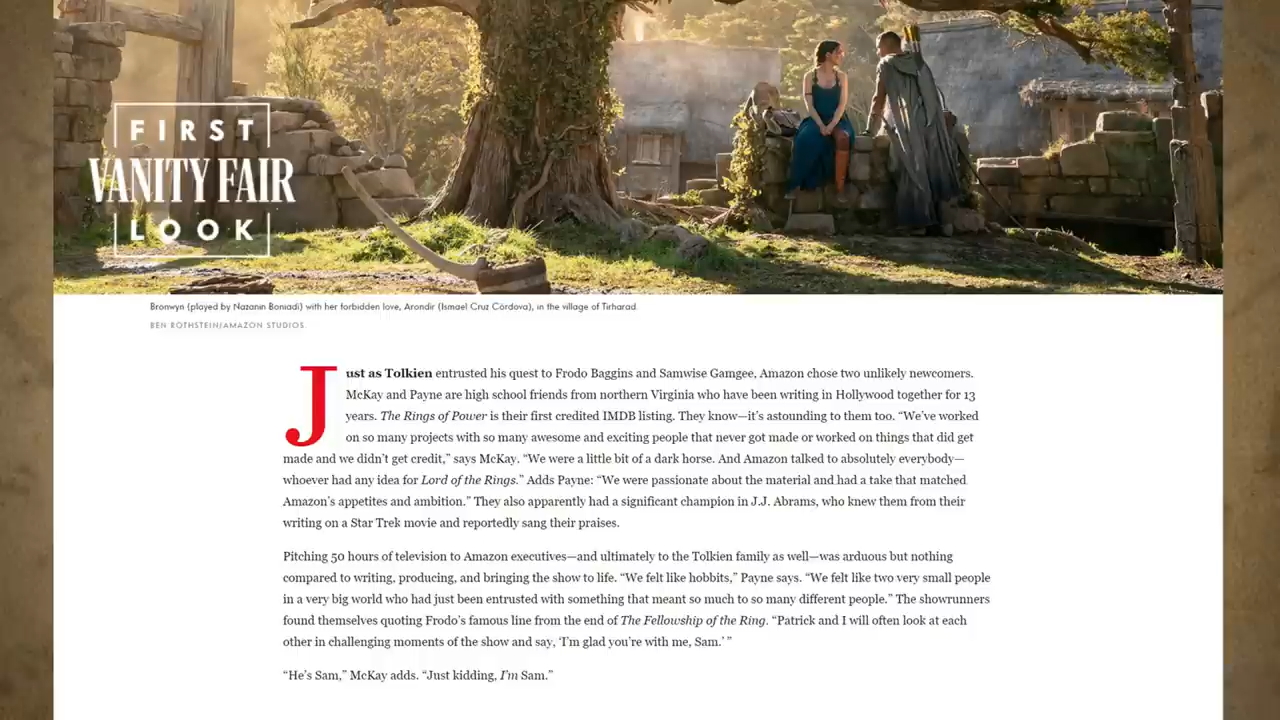 FIRST
VANITY FAIR
LOOK
Bronwyn (played by Nazanin Boniadi) with her forbidden love, Arondir (Ismael Cruz Córdova), in the village of Tirharad.
BEN ROTHSTEIN/AMAZON STUDIOS.
Just as Tolkien entrusted his quest to Frodo Baggins and Samwise Gamgee, Amazon chose two unlikely newcomers.
McKay and Payne are high school friends from northern Virginia who have been writing in Hollywood together for 13
years. The Rings of Power is their first credited IMDB listing. They know—it’s astounding to them too. “We’ve worked
on so many projects with so many awesome and exciting people that never got made or worked on things that did get
made and we didn’t get credit,” says McKay. “We were a little bit of a dark horse. And Amazon talked to absolutely everybody—
whoever had any idea for Lord of the Rings.” Adds Payne: “We were passionate about the material and had a take that matched
Amazon’s appetites and ambition.” They also apparently had a significant champion in J.J. Abrams, who knew them from their
writing on a Star Trek movie and reportedly sang their praises.
Pitching 50 hours of television to Amazon executives—and ultimately to the Tolkien family as well—was arduous but nothing
compared to writing, producing, and bringing the show to life. “We felt like hobbits,” Payne says. “We felt like two very small people
in a very big world who had just been entrusted with something that meant so much to so many different people.” The showrunners
found themselves quoting Frodo’s famous line from the end of The Fellowship of the Ring. “Patrick and I will often look at each
other in challenging moments of the show and say, ‘I’m glad you’re with me, Sam.’ ”
“He’s Sam,” McKay adds. “Just kidding, I’m Sam.”